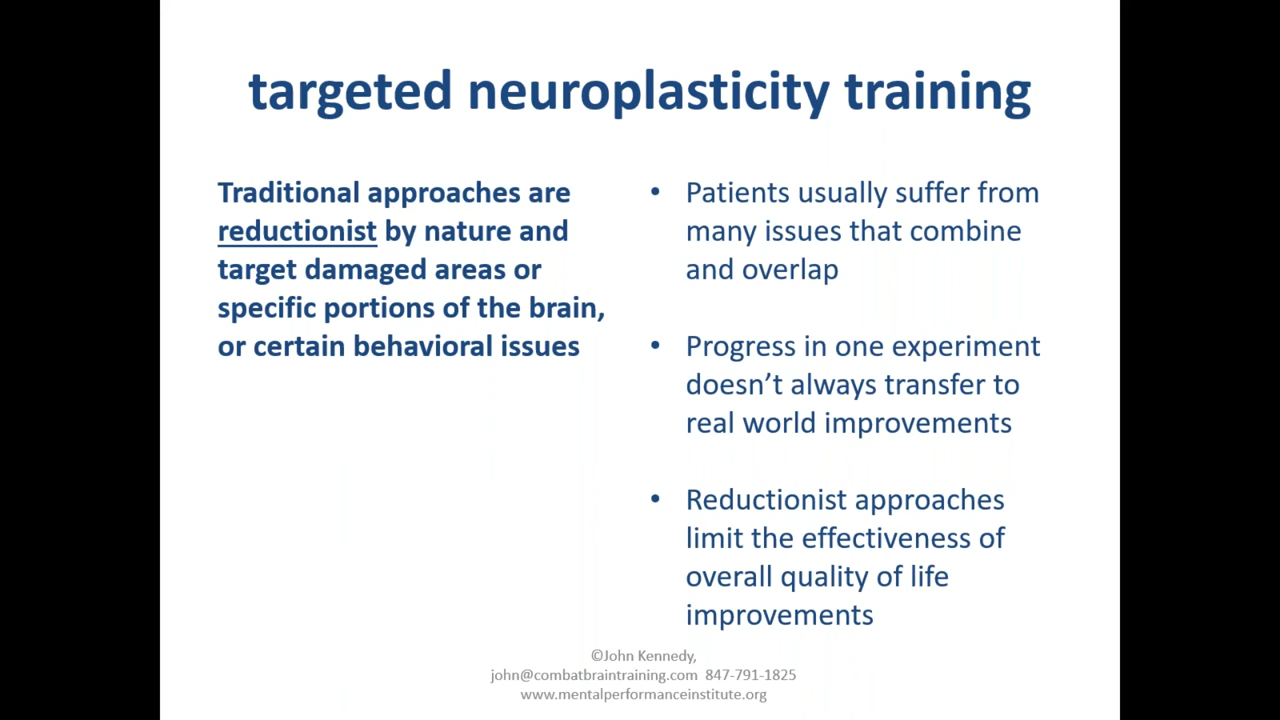 targeted neuroplasticity training
Traditional approaches are
reductionist by nature and
target damaged areas or
specific portions of the brain,
or certain behavioral issues
• Patients usually suffer from
many issues that combine
and overlap
• Progress in one experiment
doesn’t always transfer to
real world improvements
• Reductionist approaches
limit the effectiveness of
overall quality of life
improvements
©John Kennedy,
john@combatbraintraining.com 847-791-1825
www.mentalperformanceinstitute.org